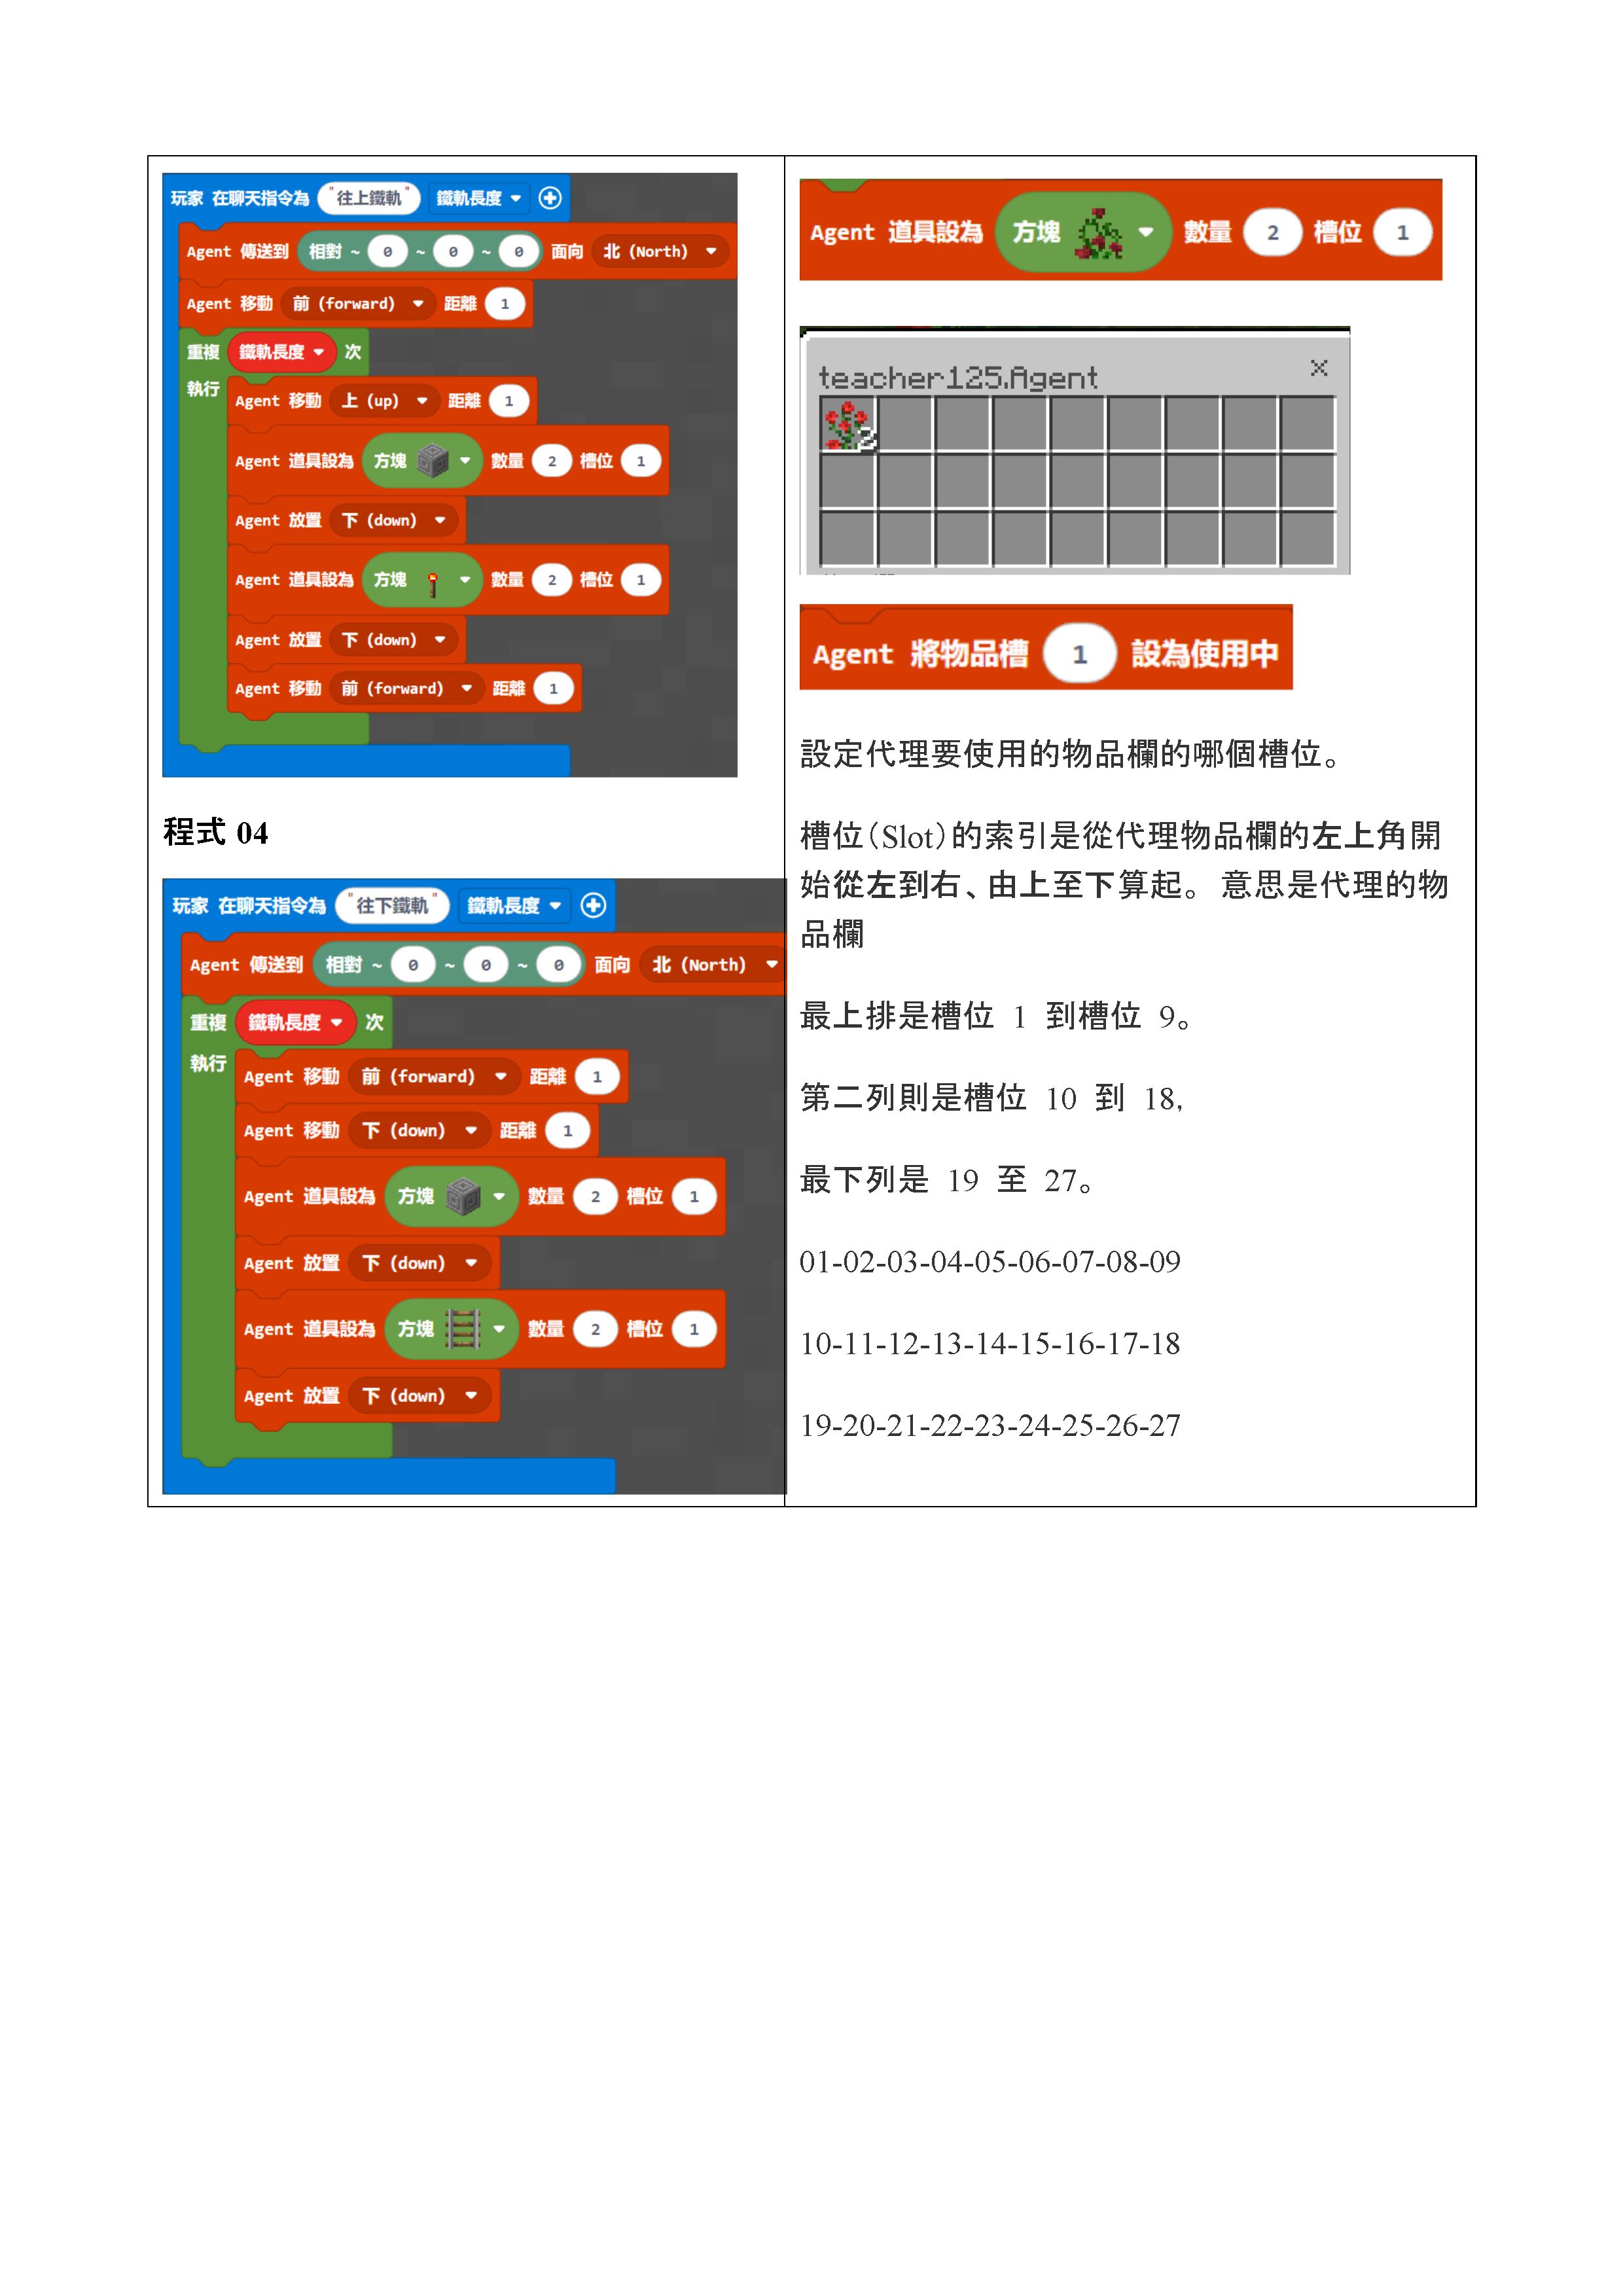 玩家 在聊天指令為 "往上鐵軌" 鐵軌長度
Agent 傳送到 相對 ~ 0 ~ 0 ~ 0 面向 北 (North)
Agent 移動 前 (forward) 距離 1
重複 鐵軌長度 次
執行
Agent 移動 上 (up) 距離 1
Agent 道具設為 方塊 數量 2 槽位 1
Agent 放置 下 (down)
Agent 道具設為 方塊 數量 2 槽位 1
Agent 放置 下 (down)
Agent 移動 前 (forward) 距離 1
程式 04
玩家 在聊天指令為 "往下鐵軌" 鐵軌長度
Agent 傳送到 相對 ~ 0 ~ 0 ~ 0 面向 北 (North)
重複 鐵軌長度 次
執行
Agent 移動 前 (forward) 距離 1
Agent 移動 下 (down) 距離 1
Agent 道具設為 方塊 數量 2 槽位 1
Agent 放置 下 (down)
Agent 道具設為 方塊 數量 2 槽位 1
Agent 放置 下 (down)
Agent 道具設為 方塊 數量 2 槽位 1
teacher125.Agent
2
Agent 將物品槽 1 設為使用中
設定代理要使用的物品欄的哪個槽位。
槽位(Slot)的索引是從代理物品欄的左上角開
始從左到右、由上至下算起。 意思是代理的物
品欄
最上排是槽位 1 到槽位 9。
第二列則是槽位 10 到 18,
最下列是 19 至 27。
01-02-03-04-05-06-07-08-09
10-11-12-13-14-15-16-17-18
19-20-21-22-23-24-25-26-27